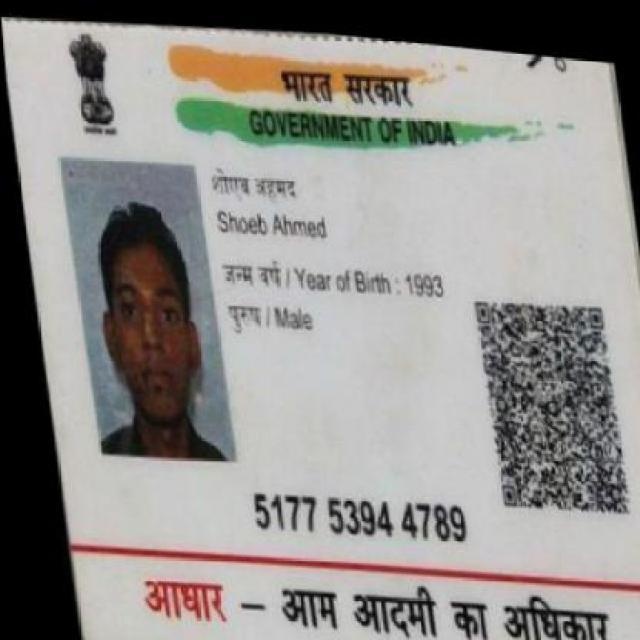 भारत सरकार
GOVERNMENT OF INDIA
शोएब अहमद
Shoeb Ahmed
जन्म वर्ष / Year of Birth : 1993
पुरुष / Male
5177 5394 4789
आधार – आम आदमी का अधिकार